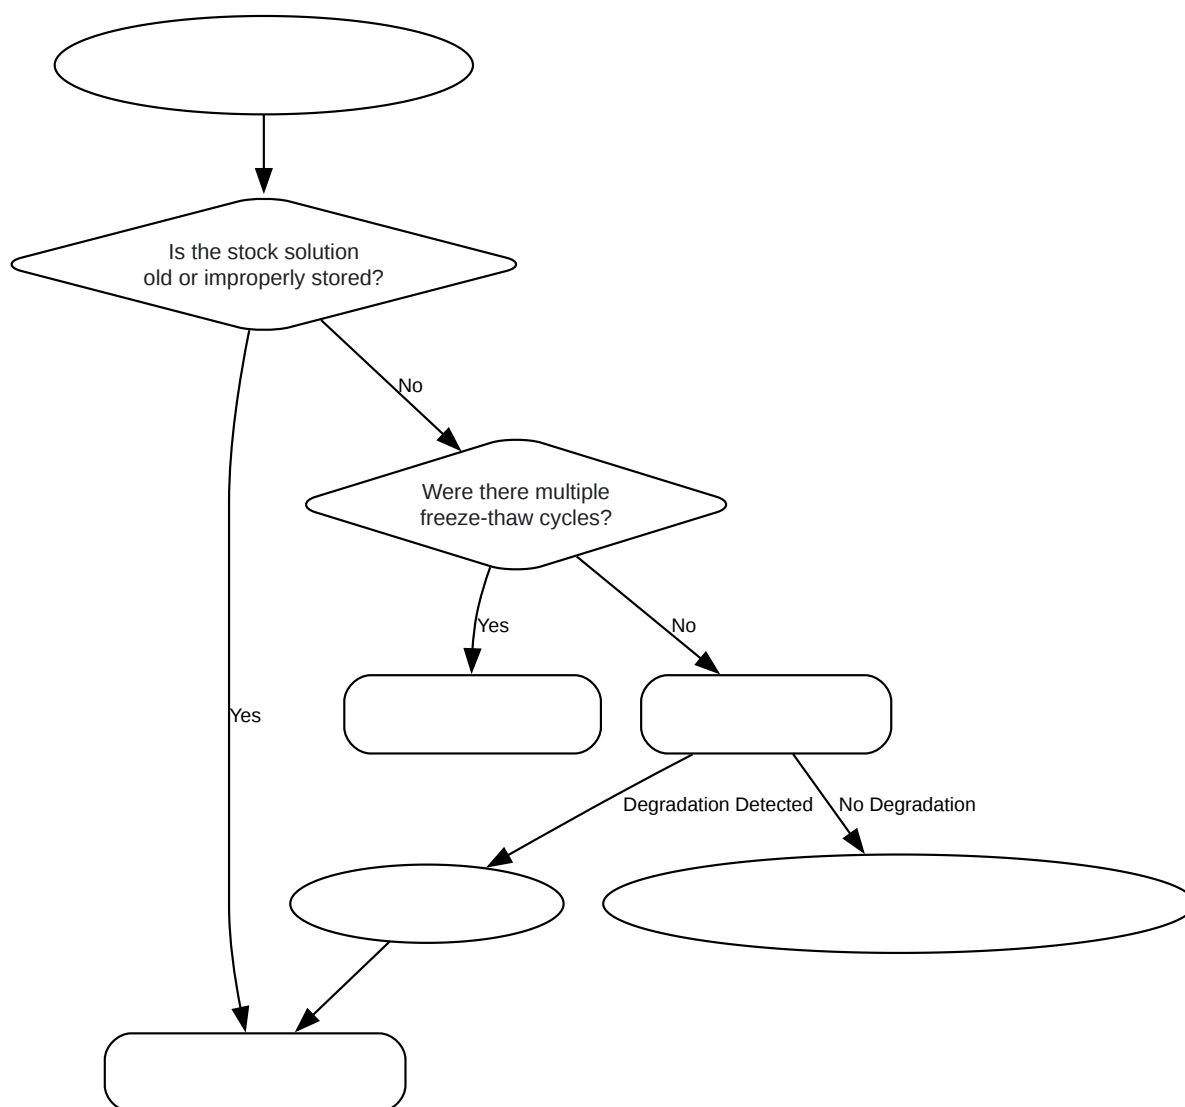 Is the stock solution
old or improperly stored?
No
Were there multiple
freeze-thaw cycles?
Yes
No
Yes
Degradation Detected
No Degradation